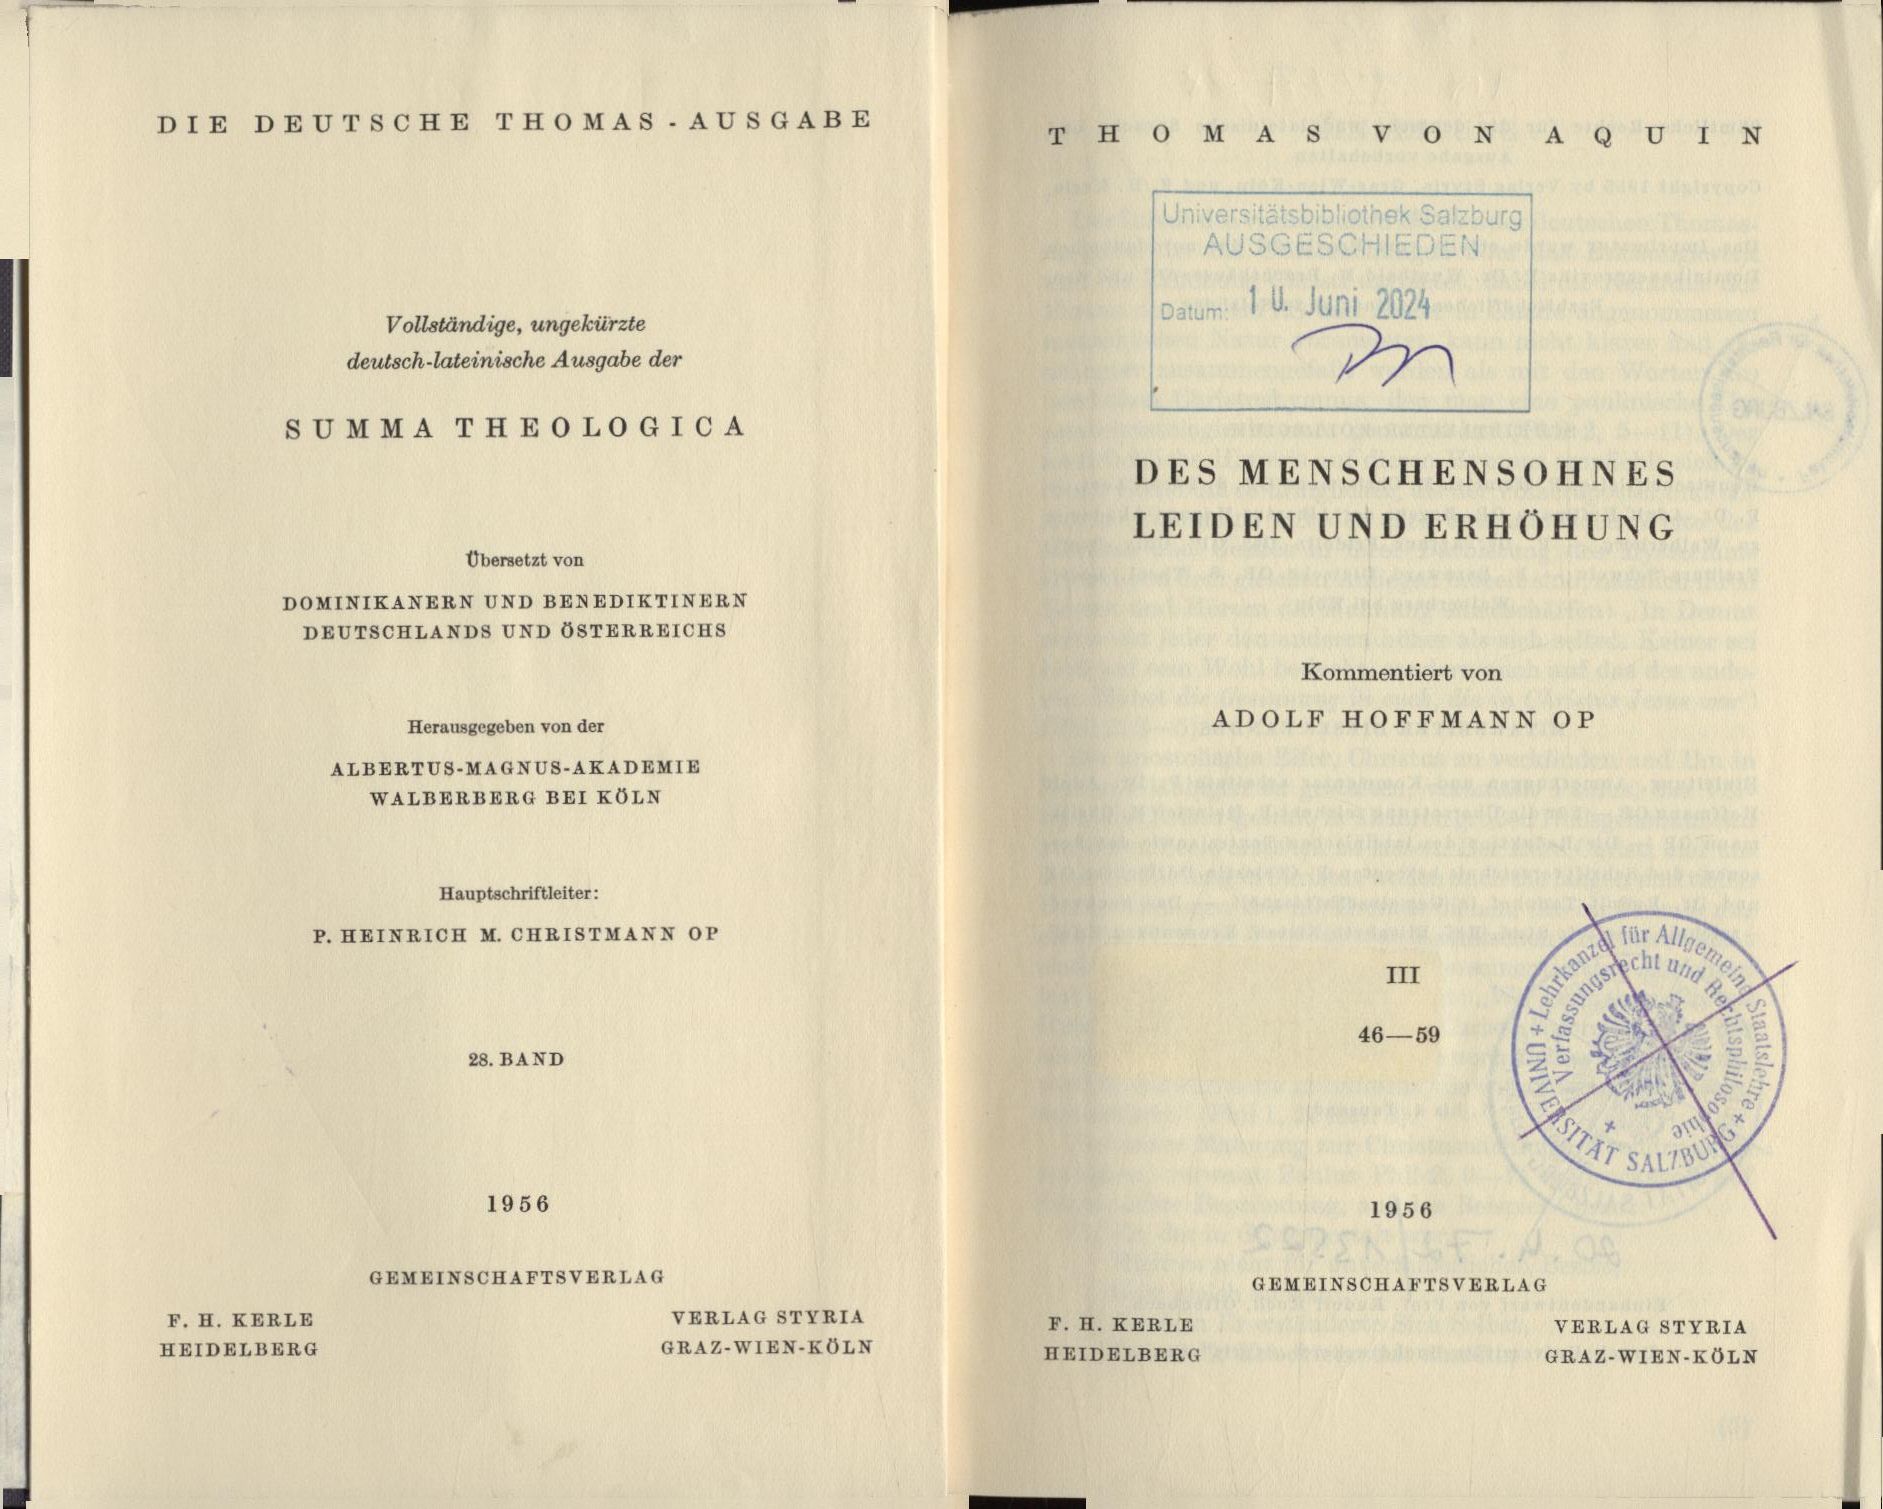 DIE DEUTSCHE THOMAS-AUSGABE
Vollständige, ungekürzte
deutsch-lateinische Ausgabe der
SUMMA THEOLOGICA
Übersetzt von
DOMINIKANERN UND BENEDIKTINERN
DEUTSCHLANDS UND ÖSTERREICHS
Herausgegeben von der
ALBERTUS-MAGNUS-AKADEMIE
WALBERBERG BEI KÖLN
Hauptschriftleiter:
P. HEINRICH M. CHRISTMANN OP
28. BAND
1956
GEMEINSCHAFTSVERLAG
F. H. KERLE
HEIDELBERG
VERLAG STYRIA
GRAZ-WIEN-KÖLN
THOMAS VON AQUIN
Universitätsbibliothek Salzburg
AUSGESCHIEDEN
Datum: 10. Juni 2024
DES MENSCHENSOHNES
LEIDEN UND ERHÖHUNG
Kommentiert von
ADOLF HOFFMANN OP
III
46—59
+ Lehrkanzel für Allgemeine Staatslehre +
Verfassungsrecht und Rechtsphilosophie
UNIVERSITÄT SALZBURG
1956
GEMEINSCHAFTSVERLAG
F. H. KERLE
HEIDELBERG
VERLAG STYRIA
GRAZ-WIEN-KÖLN